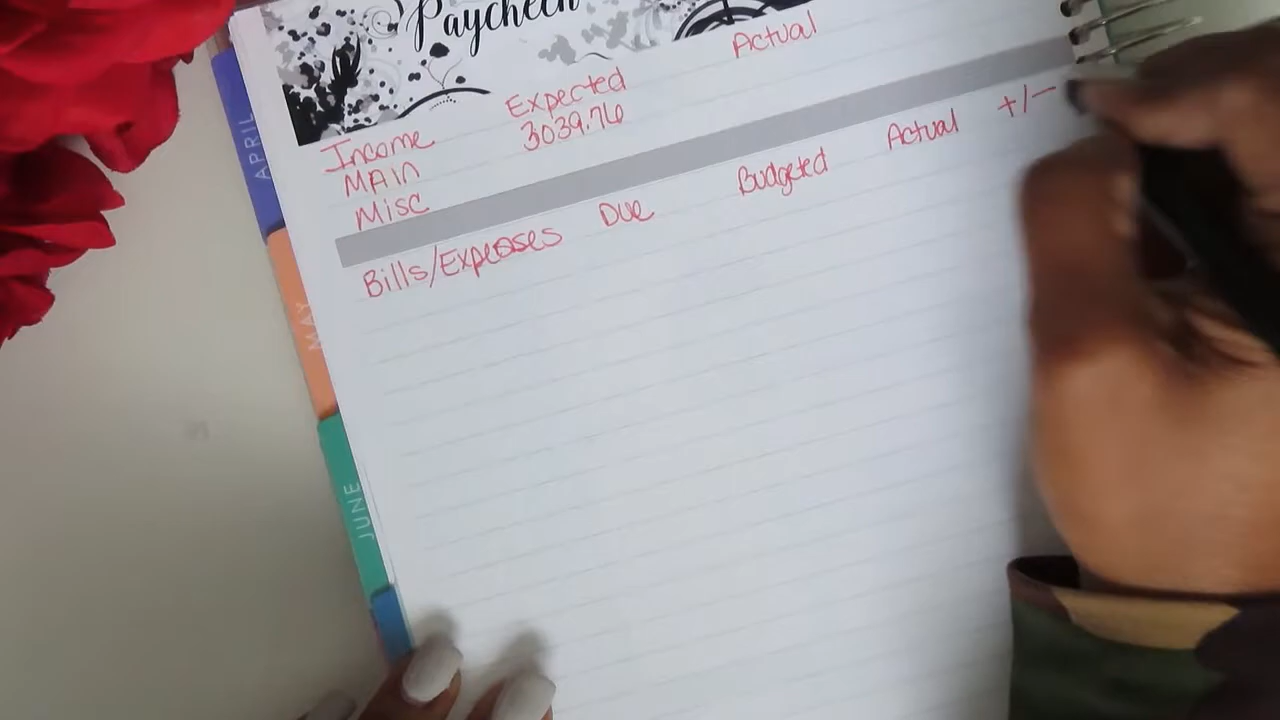 Paycheck
Income Expected Actual
MAIN 3039.76
Misc
Bills/Expenses Due Budgeted Actual +/-
APRIL
MAY
JUNE